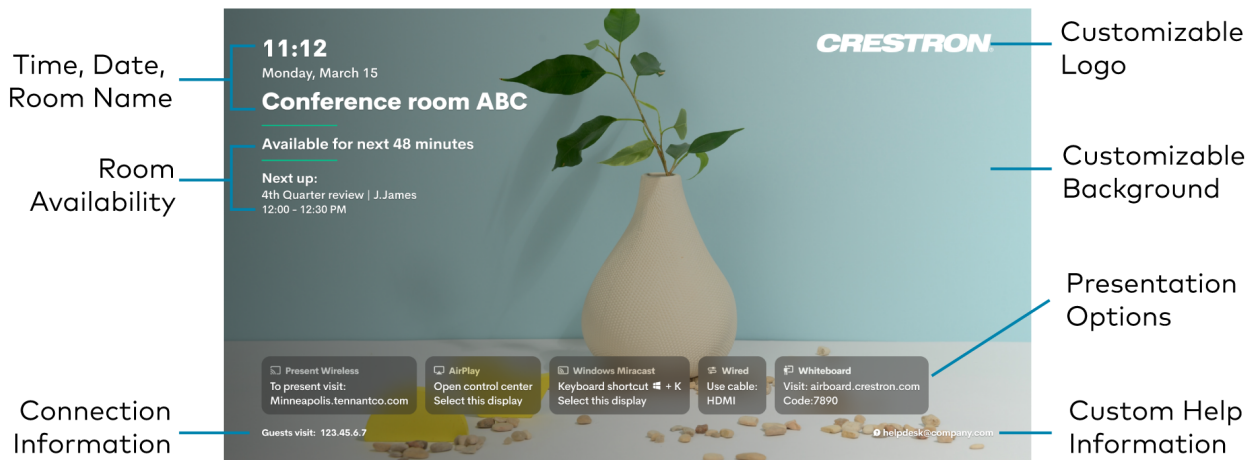 Time, Date,
Room Name
Room
Availability
Connection
Information
11:12
Monday, March 15
Conference room ABC
Available for next 48 minutes
Next up:
4th Quarter review | J.James
12:00 - 12:30 PM
CRESTRON
Present Wireless
To present visit:
Minneapolis.tennantco.com
AirPlay
Open control center
Select this display
Windows Miracast
Keyboard shortcut + K
Select this display
Wired
Use cable:
HDMI
Whiteboard
Visit: airboard.crestron.com
Code:7890
Guests visit: 123.45.6.7
helpdesk@company.com
Customizable
Logo
Customizable
Background
Presentation
Options
Custom Help
Information